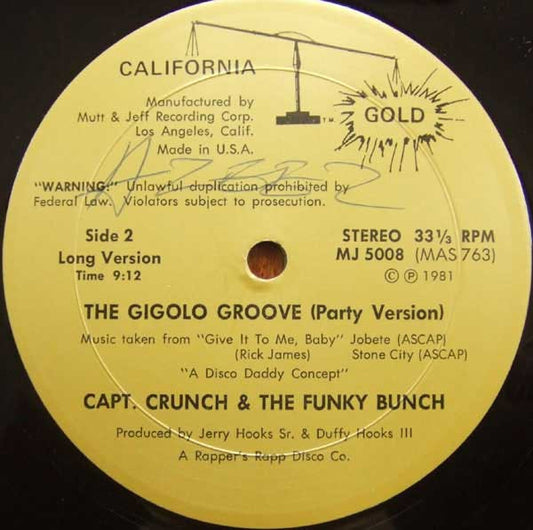 CALIFORNIA
GOLD
T.M.
Manufactured by
Mutt & Jeff Recording Corp.
Los Angeles, Calif.
Made in U.S.A.
"WARNING:" Unlawful duplication prohibited by
Federal Law. Violators subject to prosecution.
Side 2
Long Version
Time 9:12
STEREO 33 1/3 RPM
MJ 5008 (MAS 763)
© ℗ 1981
THE GIGOLO GROOVE (Party Version)
Music taken from "Give It To Me, Baby" Jobete (ASCAP)
(Rick James) Stone City (ASCAP)
"A Disco Daddy Concept"
CAPT. CRUNCH & THE FUNKY BUNCH
Produced by Jerry Hooks Sr. & Duffy Hooks III
A Rapper's Rapp Disco Co.